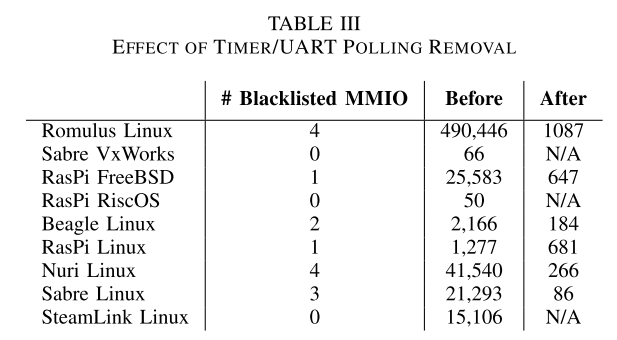 TABLE III
EFFECT OF TIMER/UART POLLING REMOVAL
# Blacklisted MMIO Before After
Romulus Linux 4 490,446 1087
Sabre VxWorks 0 66 N/A
RasPi FreeBSD 1 25,583 647
RasPi RiscOS 0 50 N/A
Beagle Linux 2 2,166 184
RasPi Linux 1 1,277 681
Nuri Linux 4 41,540 266
Sabre Linux 3 21,293 86
SteamLink Linux 0 15,106 N/A